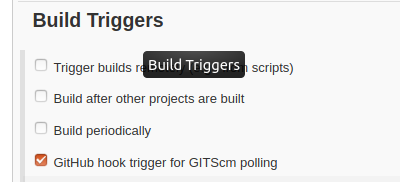 Build Triggers
Build Triggers
Trigger builds scripts)
Build after other projects are built
Build periodically
GitHub hook trigger for GITScm polling